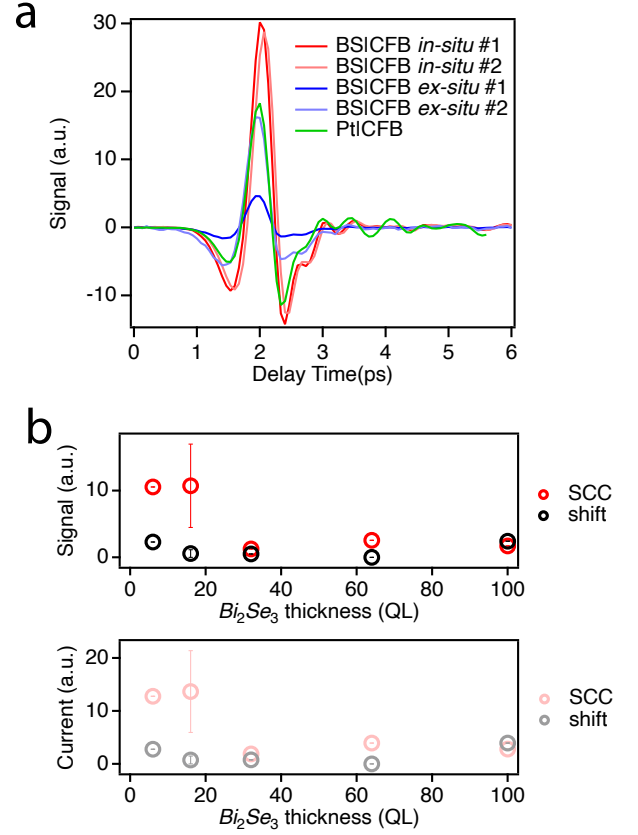 a
Signal (a.u.)
30
20
10
0
-10
BS|CFB in-situ #1
BS|CFB in-situ #2
BS|CFB ex-situ #1
BS|CFB ex-situ #2
Pt|CFB
0 1 2 3 4 5 6
Delay Time(ps)
b
Signal (a.u.)
10
0
SCC
shift
0 20 40 60 80 100
Bi₂Se₃ thickness (QL)
Current (a.u.)
20
10
0
SCC
shift
0 20 40 60 80 100
Bi₂Se₃ thickness (QL)